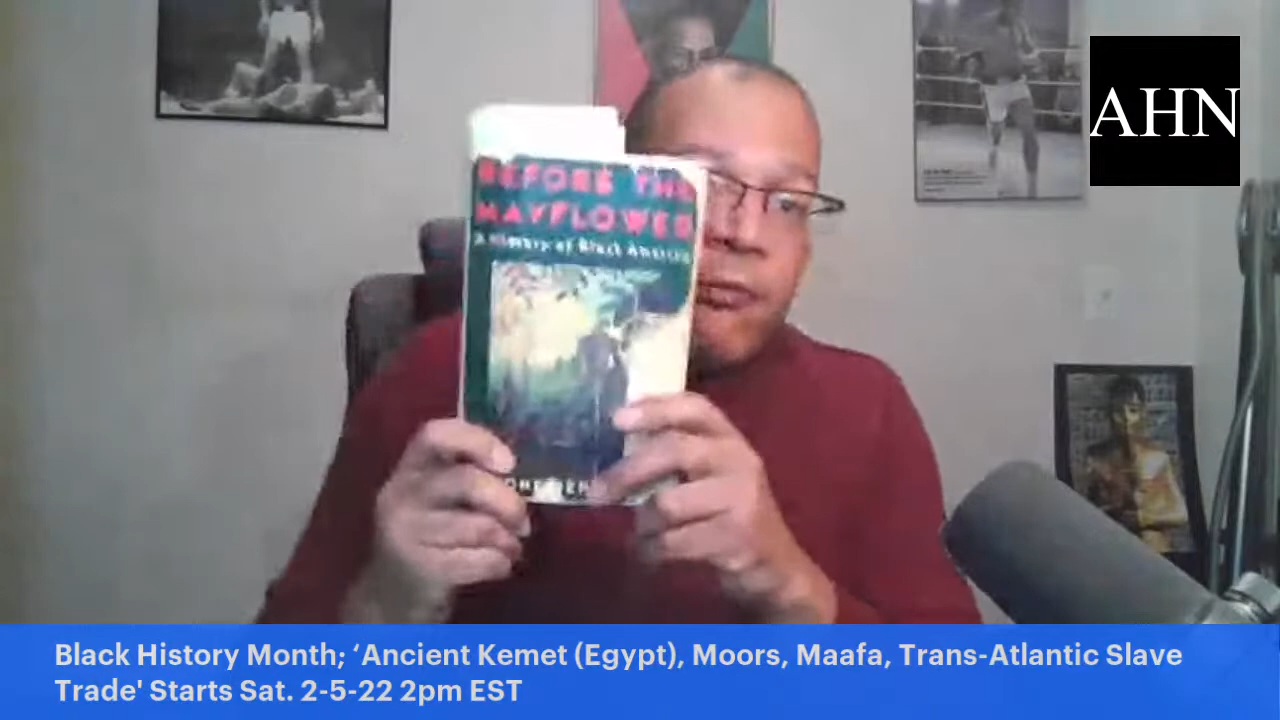 AHN
BEFORE THE
MAYFLOWER
A History of Black America
Black History Month; ‘Ancient Kemet (Egypt), Moors, Maafa, Trans-Atlantic Slave
Trade' Starts Sat. 2-5-22 2pm EST